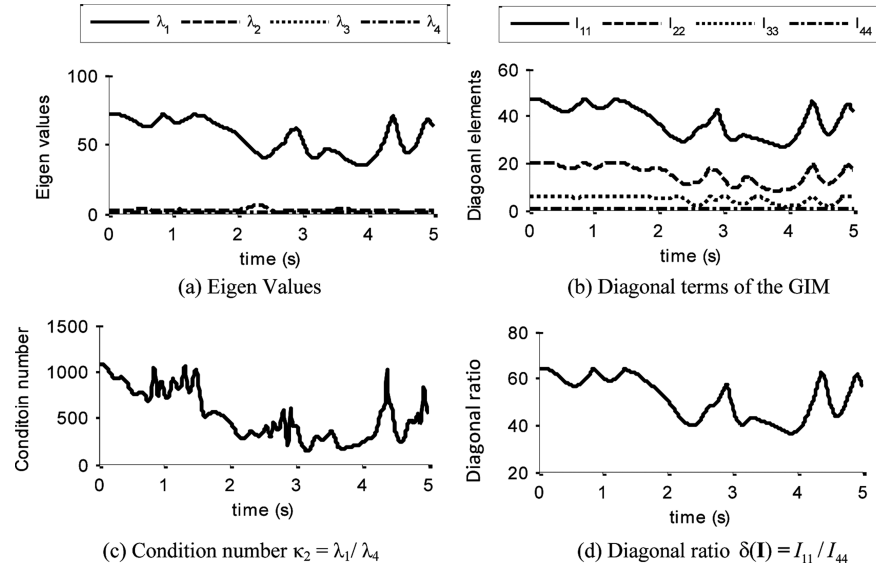 λ1 λ2 λ3 λ4
I11 I22 I33 I44
Eigen values
100
50
0
0 1 2 3 4 5
time (s)
(a) Eigen Values
Diagoanl elements
60
40
20
0
0 1 2 3 4 5
time (s)
(b) Diagonal terms of the GIM
Conditoin number
1500
1000
500
0
0 1 2 3 4 5
time (s)
(c) Condition number κ2 = λ1/ λ4
Diagonal ratio
80
60
40
20
0 1 2 3 4 5
time (s)
(d) Diagonal ratio δ(I) = I11 / I44